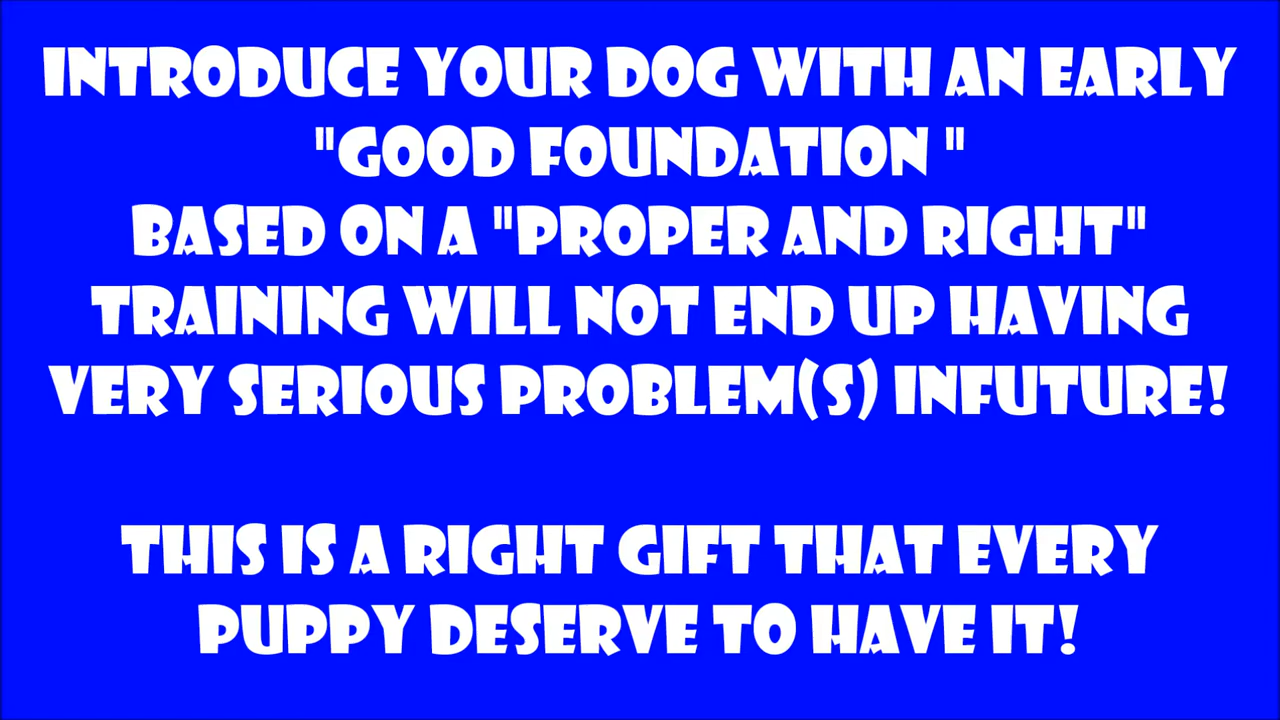 INTRODUCE YOUR DOG WITH AN EARLY
"GOOD FOUNDATION "
BASED ON A "PROPER AND RIGHT"
TRAINING WILL NOT END UP HAVING
VERY SERIOUS PROBLEM(S) INFUTURE!
THIS IS A RIGHT GIFT THAT EVERY
PUPPY DESERVE TO HAVE IT!